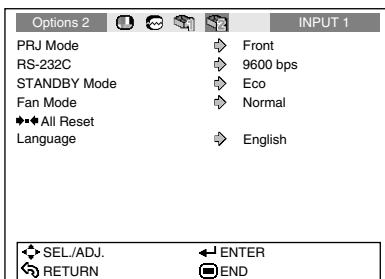 Options 2 INPUT 1
PRJ Mode Front
RS-232C 9600 bps
STANDBY Mode Eco
Fan Mode Normal
All Reset
Language English
SEL./ADJ. ENTER
RETURN END